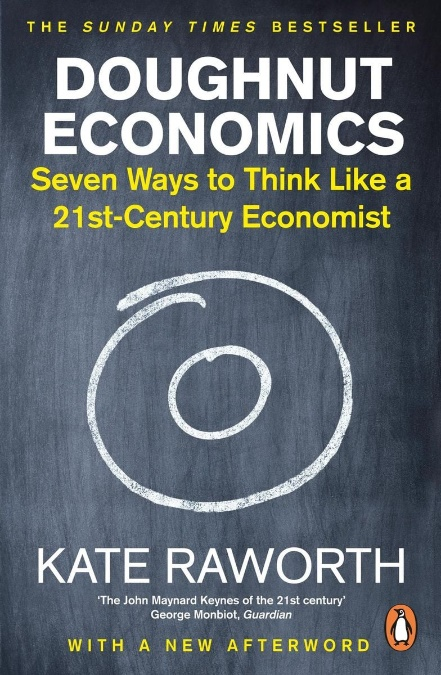 THE SUNDAY TIMES BESTSELLER
DOUGHNUT
ECONOMICS
Seven Ways to Think Like a
21st-Century Economist
KATE RAWORTH
‘The John Maynard Keynes of the 21st century’
George Monbiot, Guardian
WITH A NEW AFTERWORD